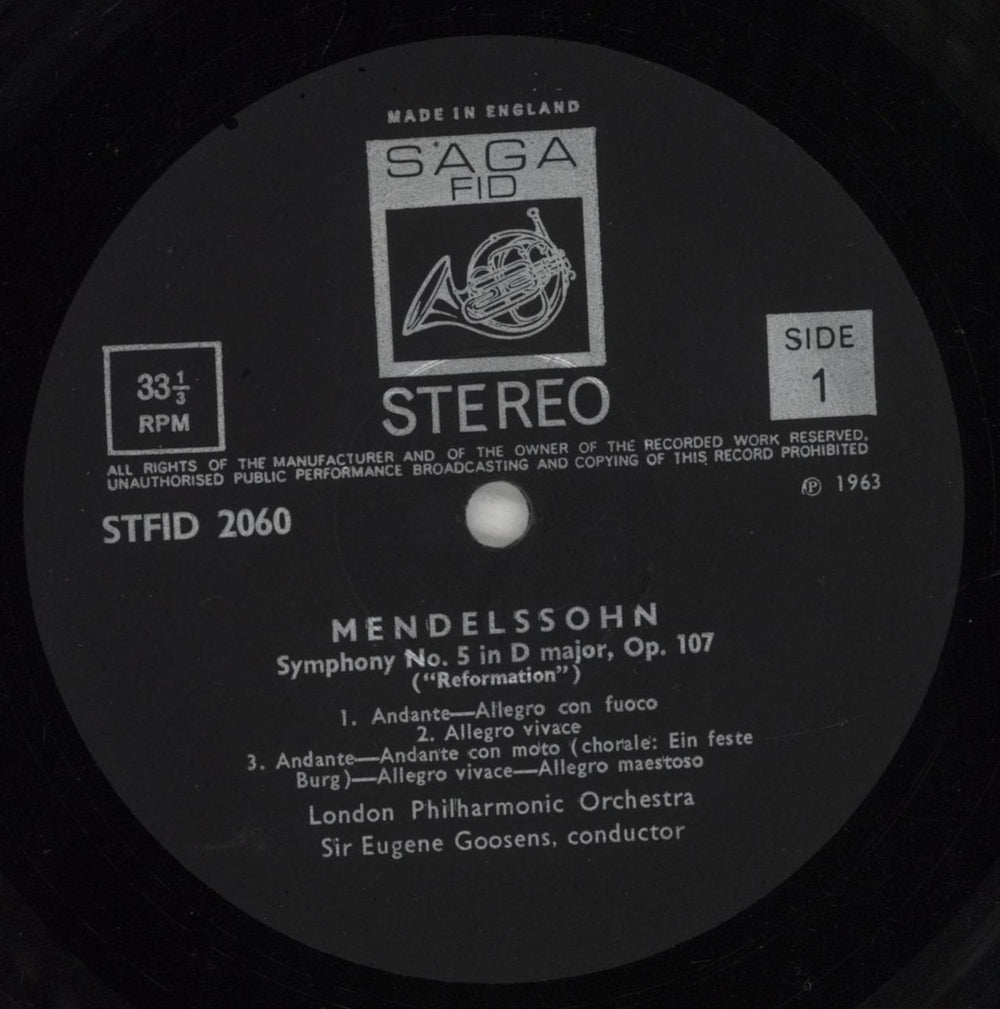 MADE IN ENGLAND
SAGA
FID
STEREO
33⅓
RPM
SIDE
1
ALL RIGHTS OF THE MANUFACTURER AND OF THE OWNER OF THE RECORDED WORK RESERVED.
UNAUTHORISED PUBLIC PERFORMANCE BROADCASTING AND COPYING OF THIS RECORD PROHIBITED
℗ 1963
STFID 2060
MENDELSSOHN
Symphony No. 5 in D major, Op. 107
(“Reformation”)
1. Andante—Allegro con fuoco
2. Allegro vivace
3. Andante—Andante con moto (chorale: Ein feste
Burg)—Allegro vivace—Allegro maestoso
London Philharmonic Orchestra
Sir Eugene Goosens, conductor